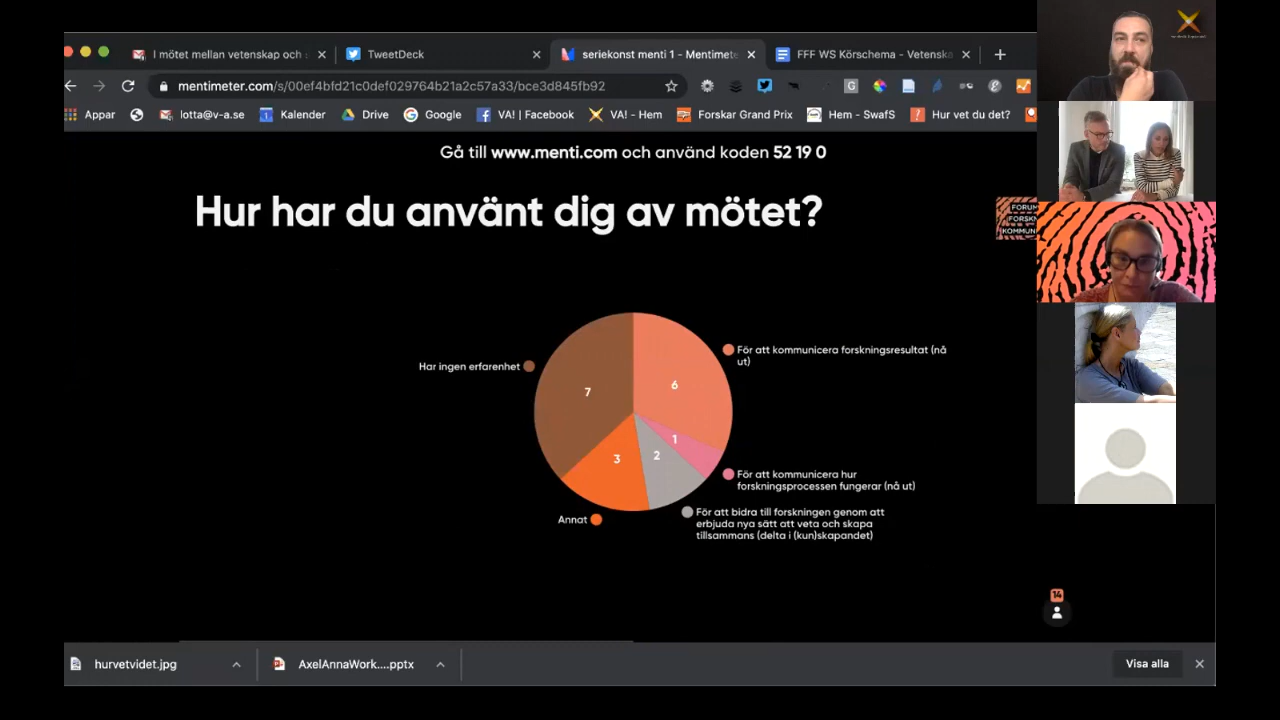 I mötet mellan vetenskap och
TweetDeck
seriekonst menti 1 - Mentimete
FFF WS Körschema - Vetenska
mentimeter.com/s/00ef4bfd21c0def029764b21a2c57a33/bce3d845fb92
Appar
lotta@v-a.se
Kalender
Drive
Google
VA! | Facebook
VA! - Hem
Forskar Grand Prix
Hem - SwafS
Hur vet du det?
Gå till www.menti.com och använd koden 52 19 0
Hur har du använt dig av mötet?
FORUM
FORSKN
KOMMUN
Har ingen erfarenhet
7
6
För att kommunicera forskningsresultat (nå
ut)
1
2
3
För att kommunicera hur
forskningsprocessen fungerar (nå ut)
Annat
För att bidra till forskningen genom att
erbjuda nya sätt att veta och skapa
tillsammans (delta i (kun)skapandet)
14
hurvetvidet.jpg
AxelAnnaWork....pptx
Visa alla